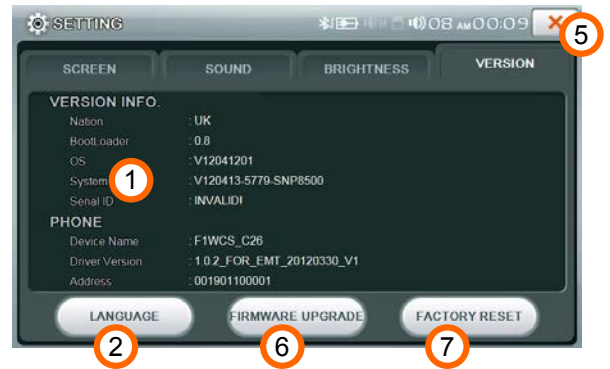 SETTING 08 AM 00:09
5
SCREEN SOUND BRIGHTNESS VERSION
VERSION INFO.
Nation : UK
BootLoader : 0.8
OS : V12041201
System : V120413-5779-SNP8500
1
Serial ID : INVALID!
PHONE
Device Name : F1WCS_C26
Driver Version : 1.0.2_FOR_EMT_20120330_V1
Address : 001901100001
LANGUAGE FIRMWARE UPGRADE FACTORY RESET
2 6 7